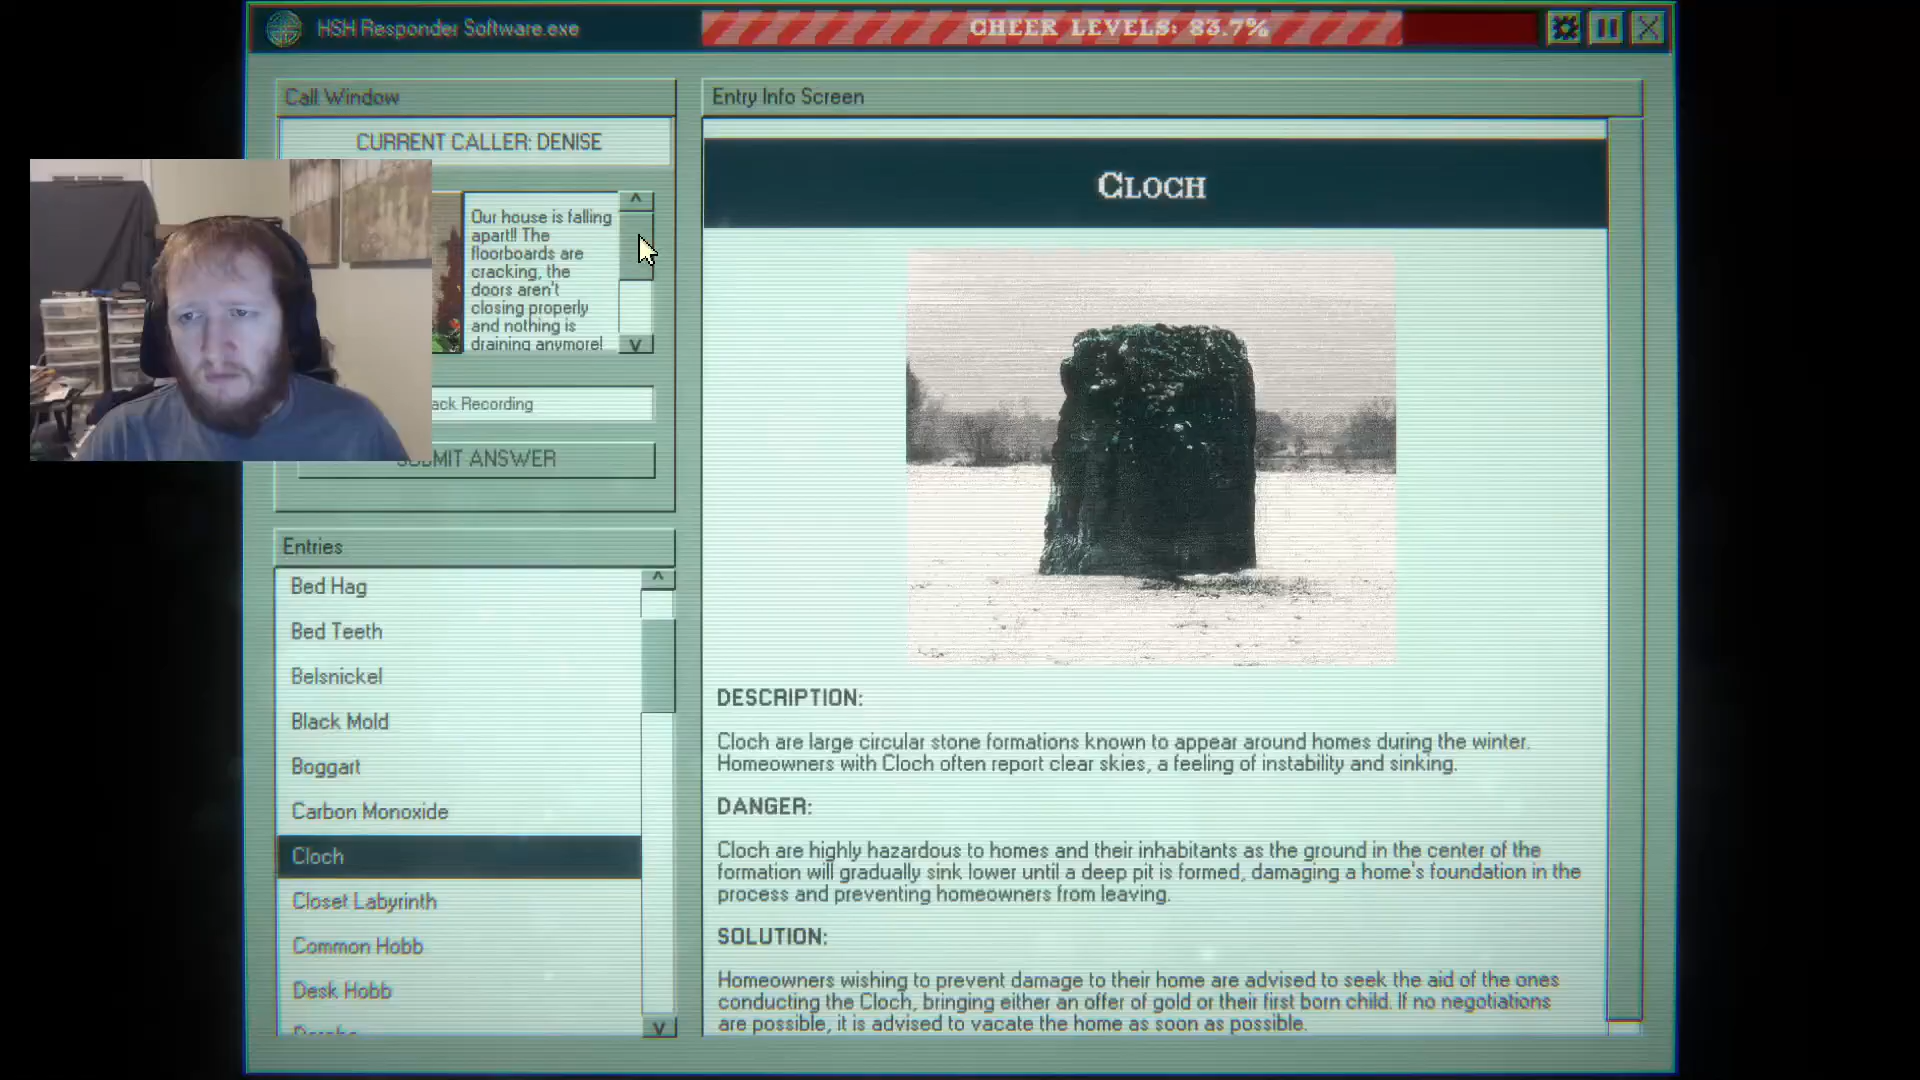 HSH Responder Software.exe
CHEER LEVELS: 83.7%
Call Window
CURRENT CALLER: DENISE
Our house is falling
apart!! The
floorboards are
cracking, the
doors aren't
closing properly
and nothing is
draining anymore!
ack Recording
SUBMIT ANSWER
Entries
Bed Hag
Bed Teeth
Belsnickel
Black Mold
Boggart
Carbon Monoxide
Cloch
Closet Labyrinth
Common Hobb
Desk Hobb
Entry Info Screen
CLOCH
DESCRIPTION:
Cloch are large circular stone formations known to appear around homes during the winter.
Homeowners with Cloch often report clear skies, a feeling of instability and sinking.
DANGER:
Cloch are highly hazardous to homes and their inhabitants as the ground in the center of the
formation will gradually sink lower until a deep pit is formed, damaging a home's foundation in the
process and preventing homeowners from leaving.
SOLUTION:
Homeowners wishing to prevent damage to their home are advised to seek the aid of the ones
conducting the Cloch, bringing either an offer of gold or their first born child. If no negotiations
are possible, it is advised to vacate the home as soon as possible.